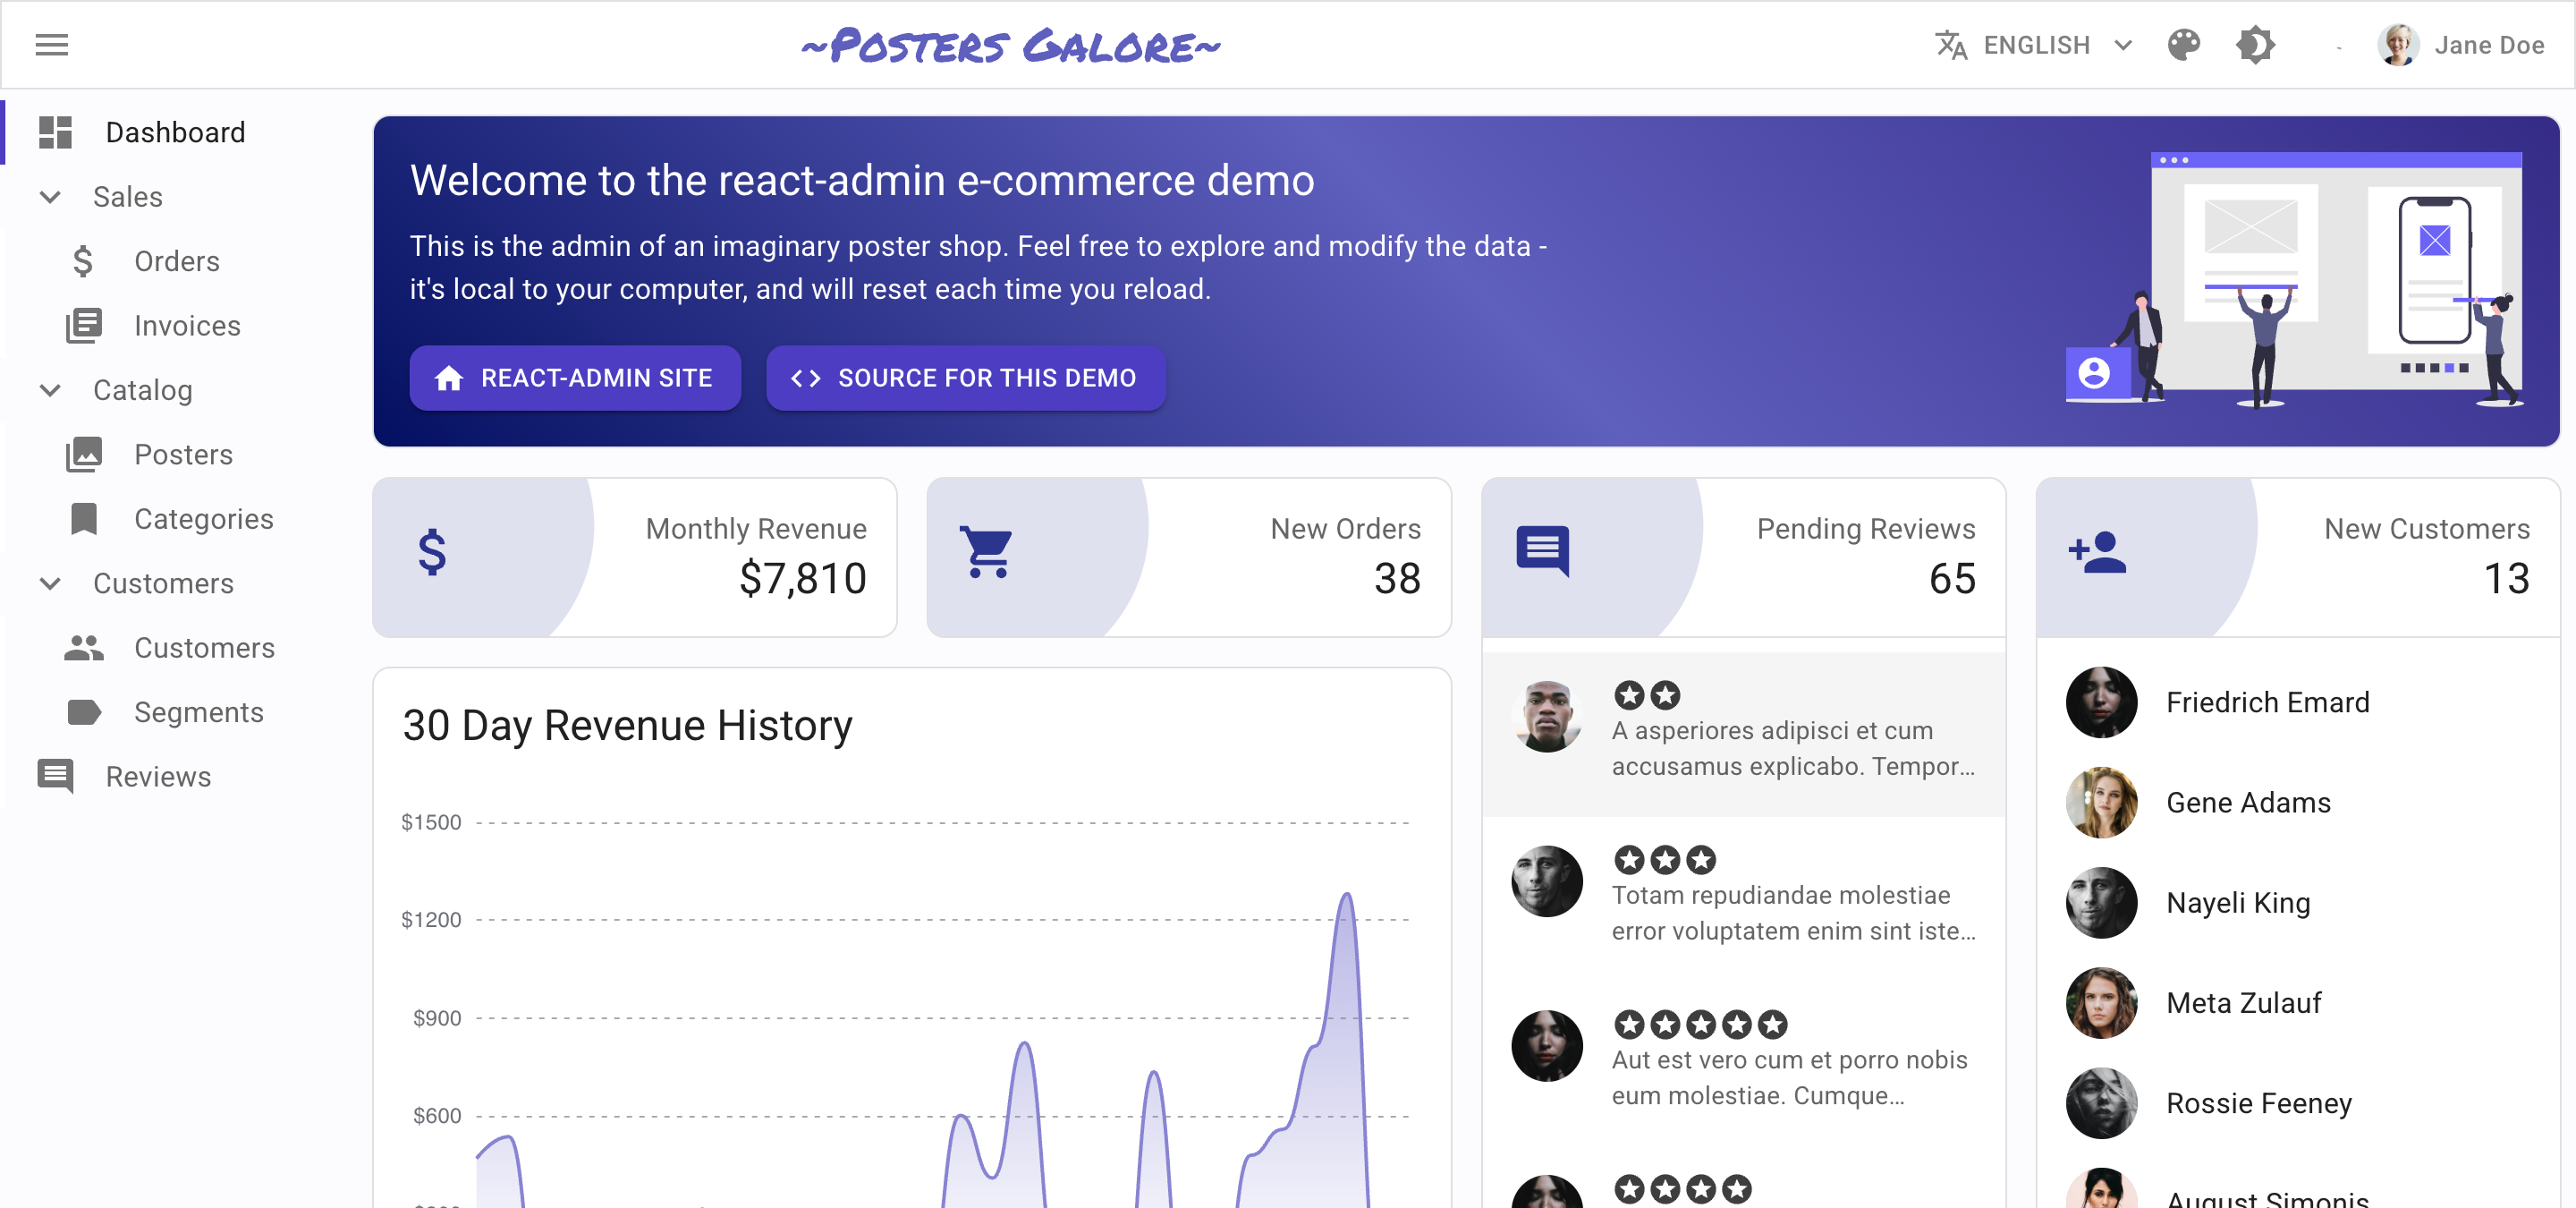 ~Posters Galore~
ENGLISH
Jane Doe
Dashboard
Sales
Orders
Invoices
Catalog
Posters
Categories
Customers
Customers
Segments
Reviews
Welcome to the react-admin e-commerce demo
This is the admin of an imaginary poster shop. Feel free to explore and modify the data -
it's local to your computer, and will reset each time you reload.
REACT-ADMIN SITE
SOURCE FOR THIS DEMO
Monthly Revenue
$7,810
New Orders
38
Pending Reviews
65
New Customers
13
30 Day Revenue History
$1500
$1200
$900
$600
A asperiores adipisci et cum
accusamus explicabo. Tempor…
Totam repudiandae molestiae
error voluptatem enim sint iste…
Aut est vero cum et porro nobis
eum molestiae. Cumque…
Friedrich Emard
Gene Adams
Nayeli King
Meta Zulauf
Rossie Feeney
August Simonis